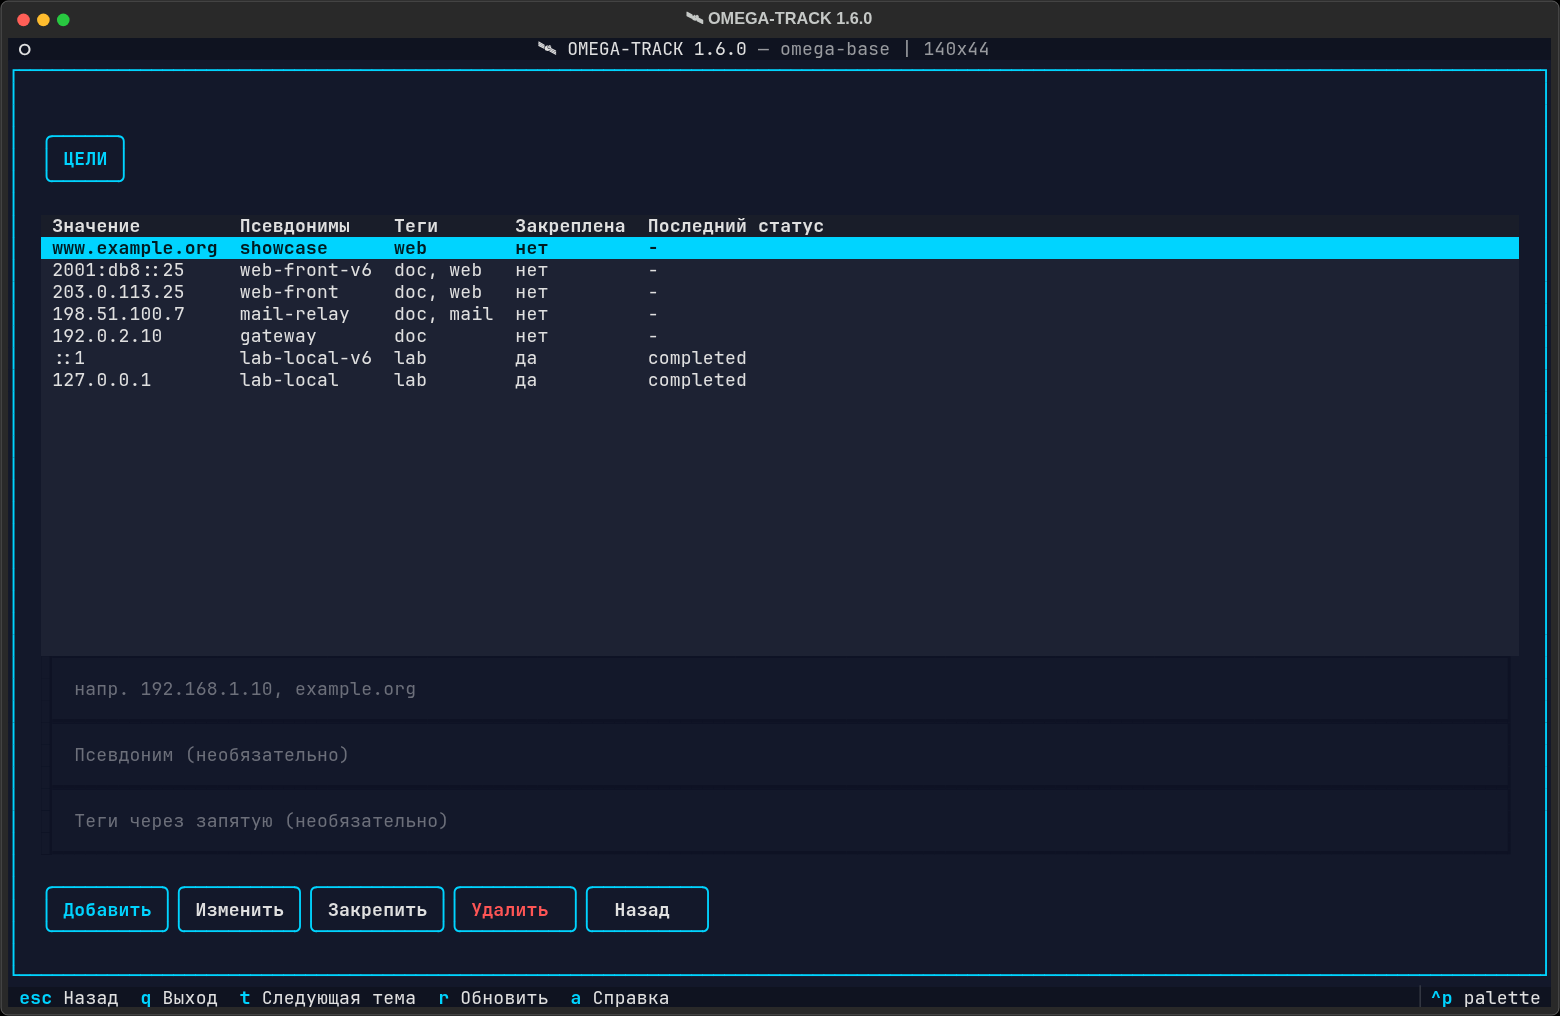 🛰 OMEGA-TRACK 1.6.0
🛰 OMEGA-TRACK 1.6.0 — omega-base | 140x44
ЦЕЛИ
Значение Псевдонимы Теги Закреплена Последний статус
www.example.org showcase web нет -
2001:db8::25 web-front-v6 doc, web нет -
203.0.113.25 web-front doc, web нет -
198.51.100.7 mail-relay doc, mail нет -
192.0.2.10 gateway doc нет -
::1 lab-local-v6 lab да completed
127.0.0.1 lab-local lab да completed
напр. 192.168.1.10, example.org
Псевдоним (необязательно)
Теги через запятую (необязательно)
Добавить Изменить Закрепить Удалить Назад
esc Назад q Выход t Следующая тема r Обновить a Справка ^p palette